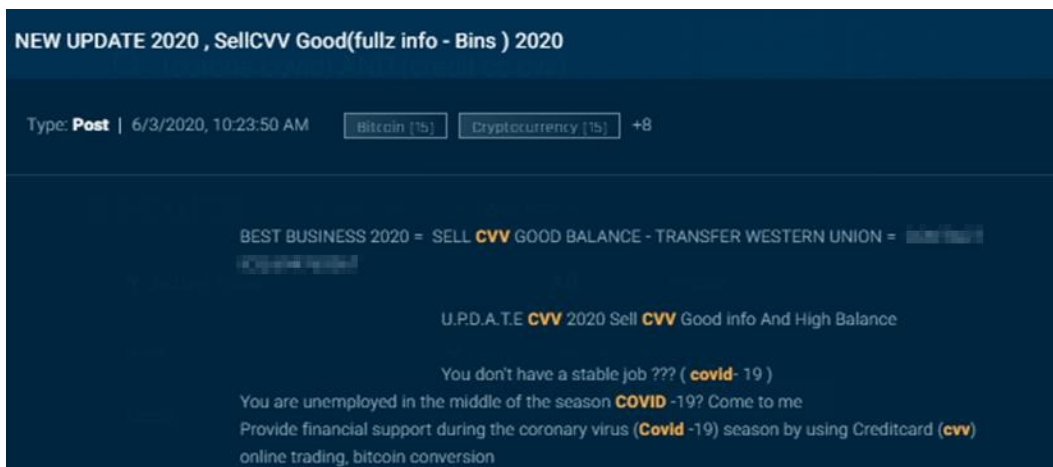 NEW UPDATE 2020 , SellCVV Good(fullz info - Bins ) 2020
Type: Post | 6/3/2020, 10:23:50 AM Bitcoin [15] Cryptocurrency [15] +8
BEST BUSINESS 2020 = SELL CVV GOOD BALANCE - TRANSFER WESTERN UNION =
U.P.D.A.T.E CVV 2020 Sell CVV Good info And High Balance
You don't have a stable job ??? ( covid- 19 )
You are unemployed in the middle of the season COVID -19? Come to me
Provide financial support during the coronary virus (Covid -19) season by using Creditcard (cvv)
online trading, bitcoin conversion